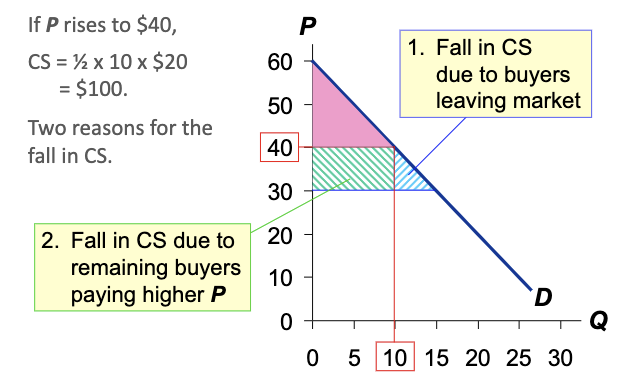 If P rises to $40,
CS = ½ x 10 x $20
= $100.
Two reasons for the
fall in CS.
P
1. Fall in CS
due to buyers
leaving market
2. Fall in CS due to
remaining buyers
paying higher P
60
50
40
30
20
10
0
D
Q
0 5 10 15 20 25 30